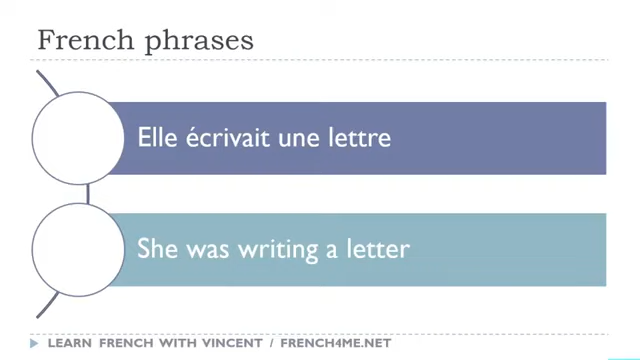 French phrases
Elle écrivait une lettre
She was writing a letter
LEARN FRENCH WITH VINCENT / FRENCH4ME.NET